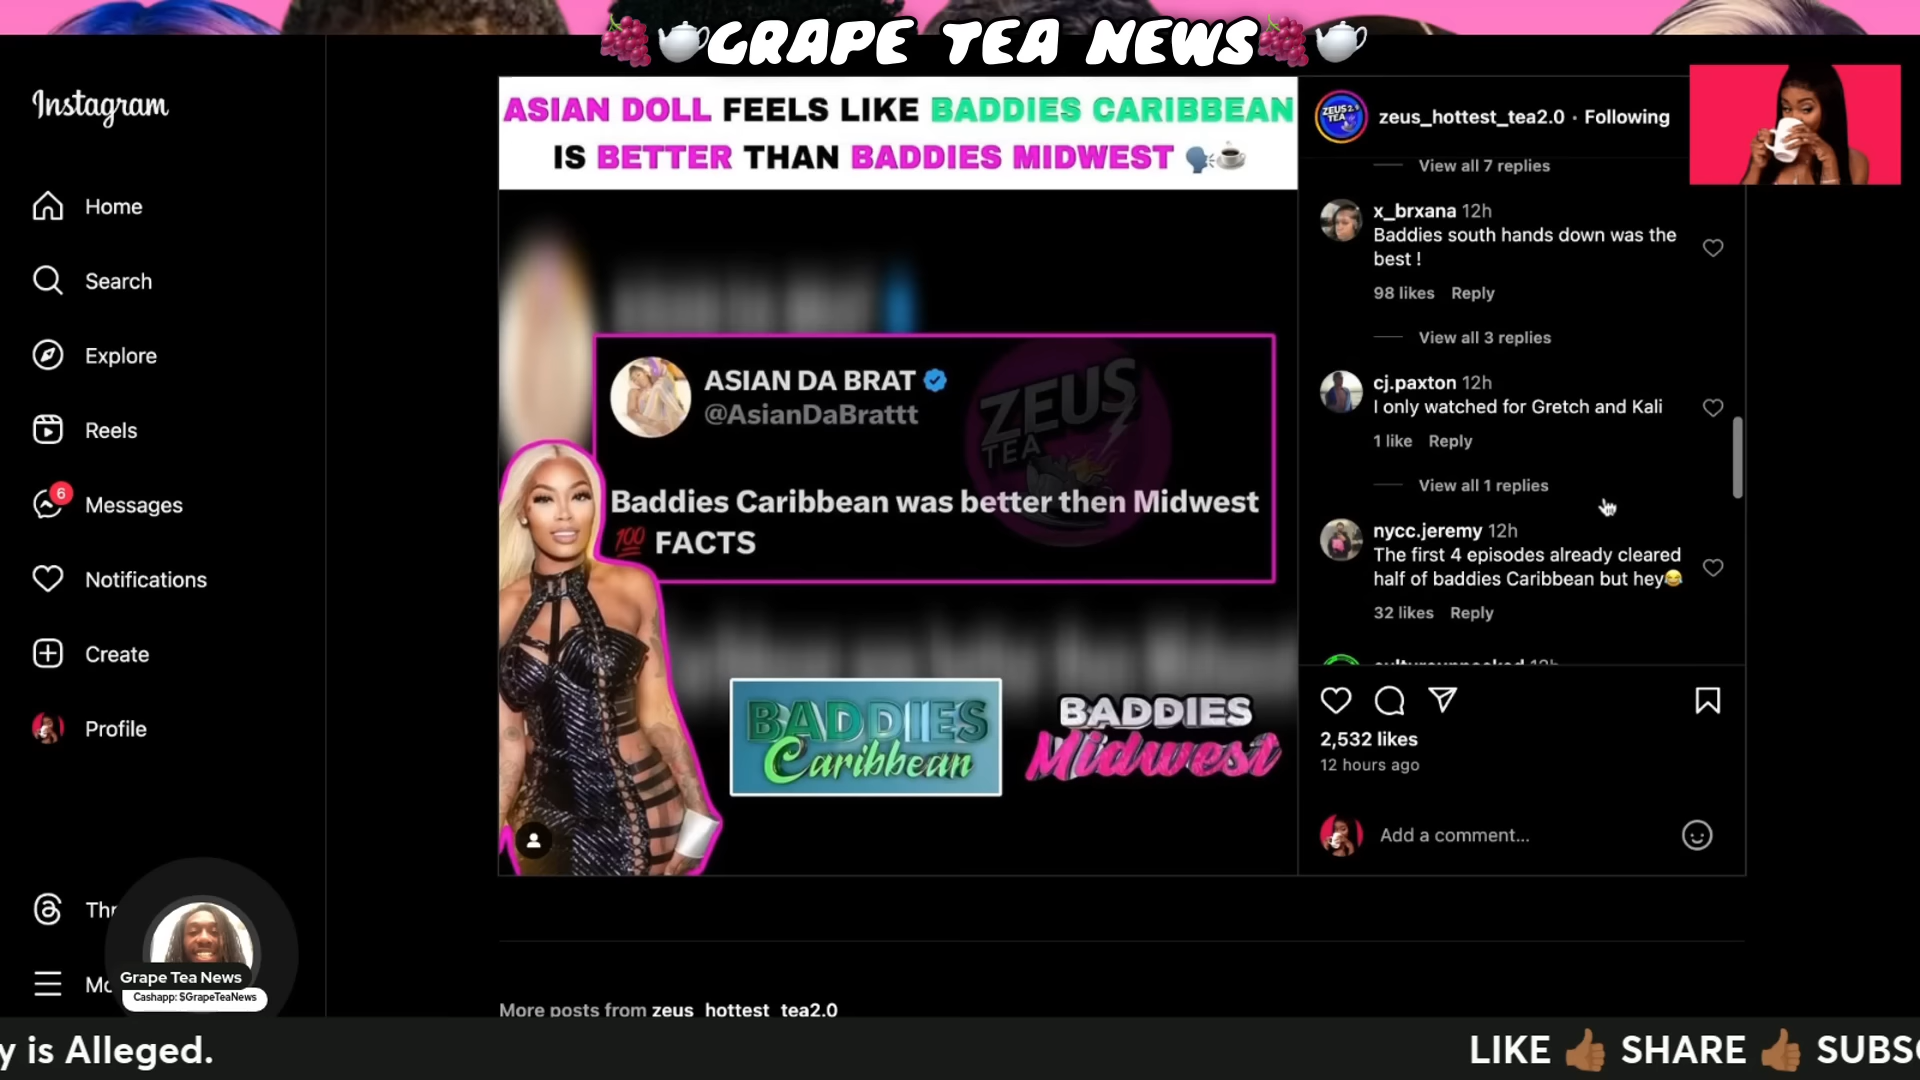 🍇🫖GRAPE TEA NEWS🍇🫖
Instagram
Home
Search
Explore
Reels
6
Messages
Notifications
Create
Profile
Thr
Mo
Grape Tea News
Cashapp: $GrapeTeaNews
ASIAN DOLL FEELS LIKE BADDIES CARIBBEAN
IS BETTER THAN BADDIES MIDWEST 🗣️☕
ASIAN DA BRAT
@AsianDaBrattt
ZEUS
TEA
Baddies Caribbean was better then Midwest
💯 FACTS
BADDIES
Caribbean
BADDIES
Midwest
ZEUS 2.0
TEA
zeus_hottest_tea2.0 · Following
View all 7 replies
x_brxana 12h
Baddies south hands down was the
best !
98 likes Reply
View all 3 replies
cj.paxton 12h
I only watched for Gretch and Kali
1 like Reply
View all 1 replies
nycc.jeremy 12h
The first 4 episodes already cleared
half of baddies Caribbean but hey😂
32 likes Reply
2,532 likes
12 hours ago
Add a comment...
More posts from zeus_hottest_tea2.0
y is Alleged.
LIKE 👍🏾 SHARE 👍🏾 SUBSC